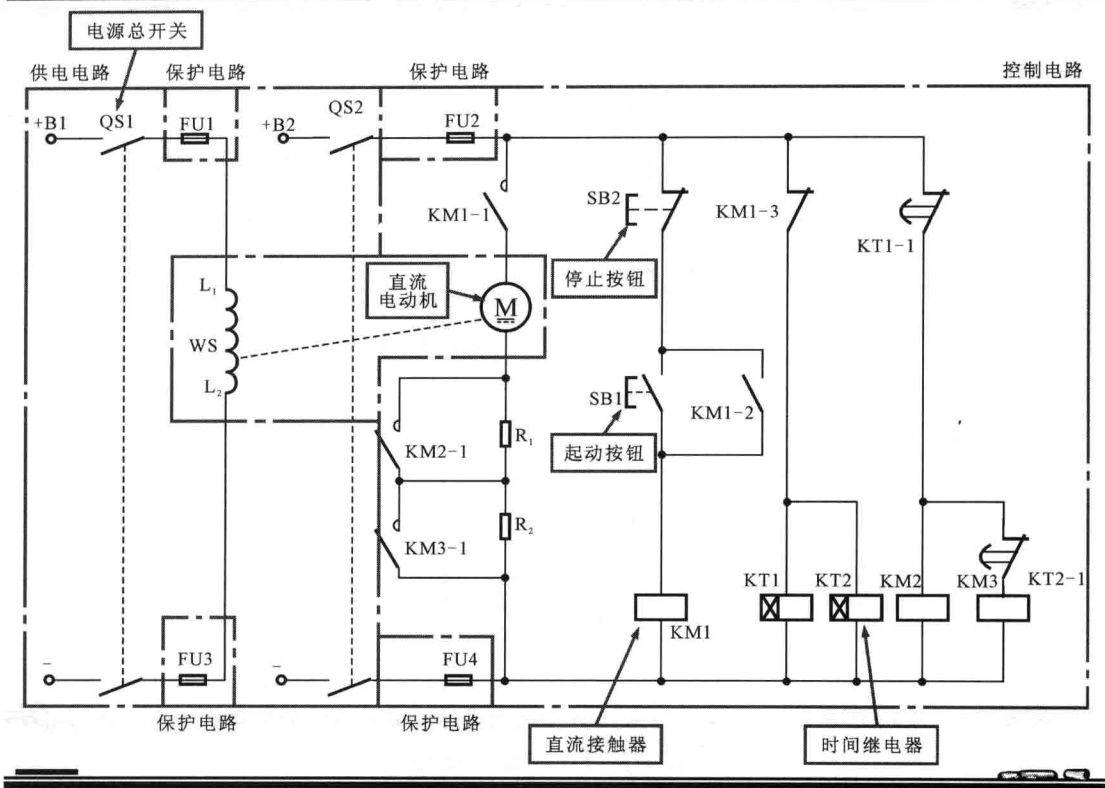 电源总开关
供电电路
保护电路
保护电路
控制电路
+B1
QS1
FU1
+B2
QS2
FU2
KM1-1
SB2
KM1-3
KT1-1
停止按钮
直流
电动机
M
L₁
WS
L₂
SB1
KM1-2
起动按钮
KM2-1
R₁
KM3-1
R₂
KT1
KT2
KM2
KM3
KT2-1
KM1
−
FU3
−
FU4
保护电路
保护电路
直流接触器
时间继电器